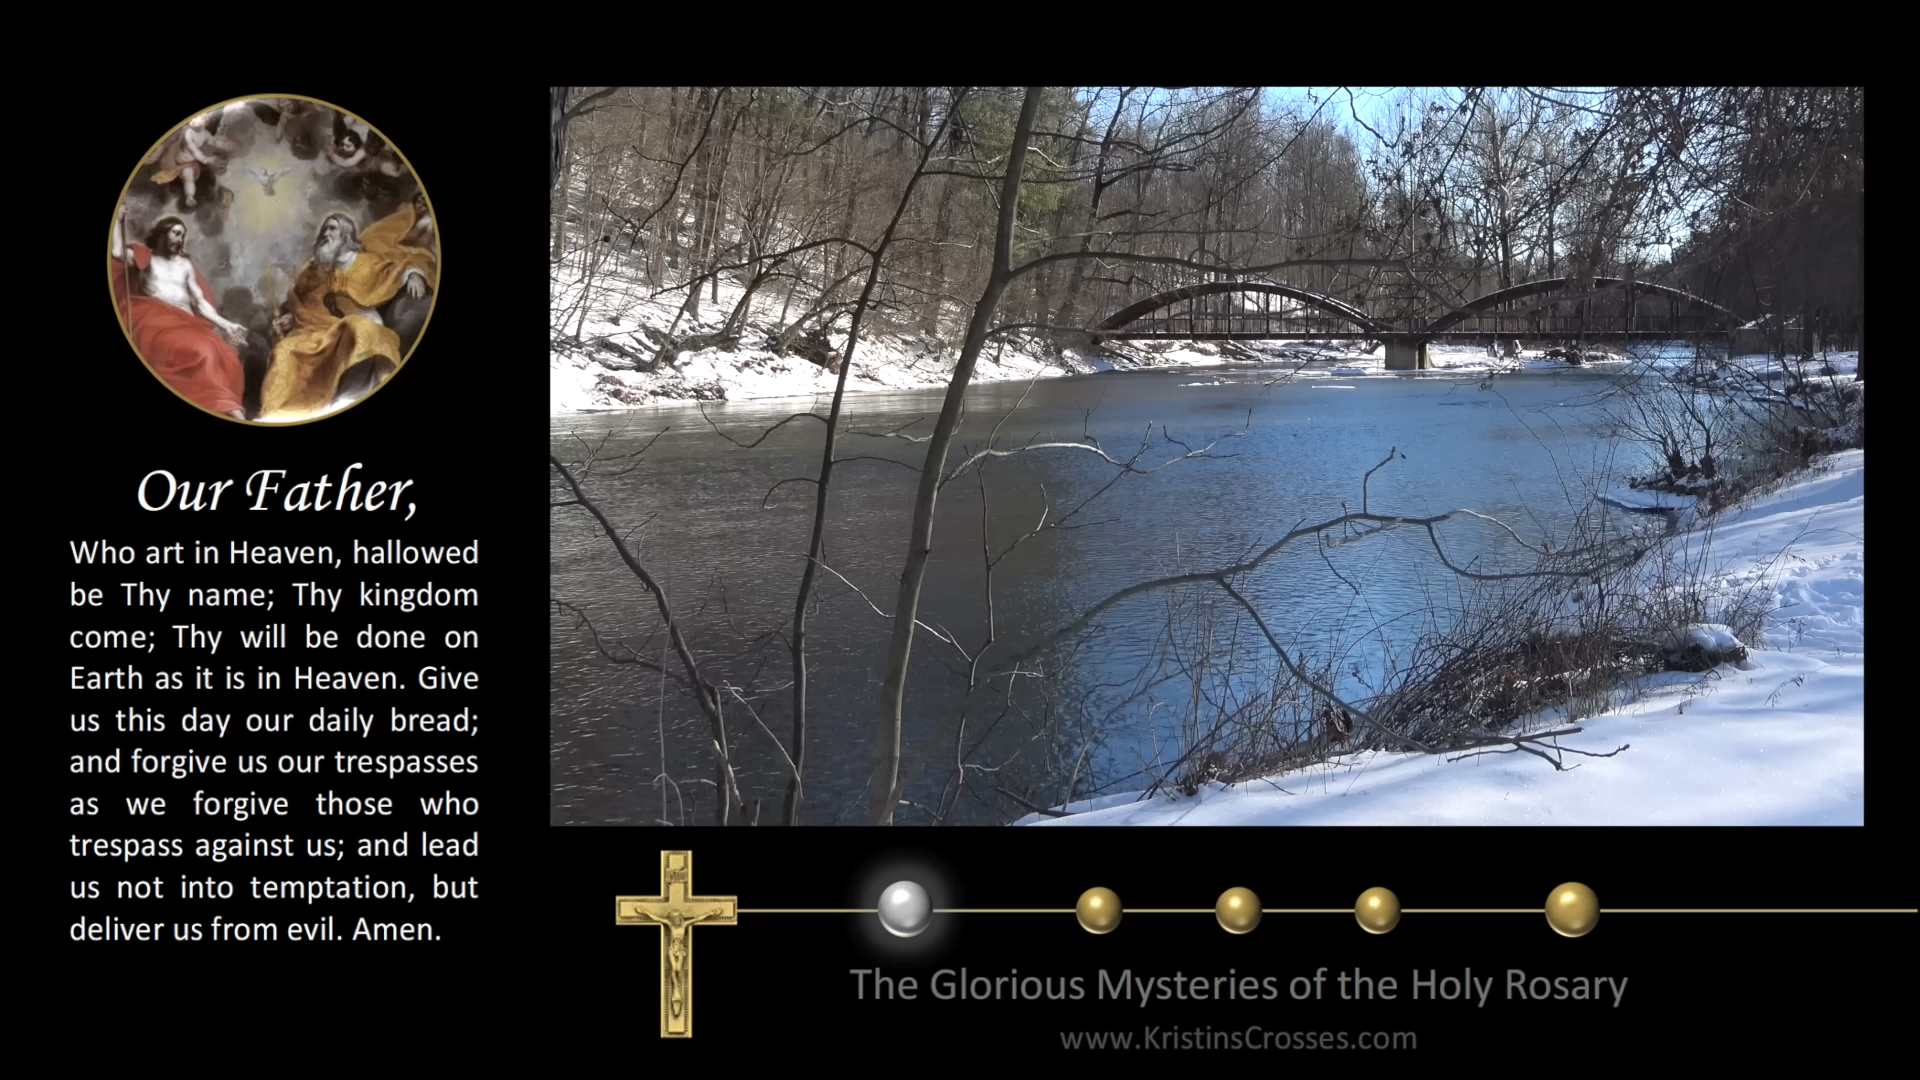 Our Father,
Who art in Heaven, hallowed
be Thy name; Thy kingdom
come; Thy will be done on
Earth as it is in Heaven. Give
us this day our daily bread;
and forgive us our trespasses
as we forgive those who
trespass against us; and lead
us not into temptation, but
deliver us from evil. Amen.
The Glorious Mysteries of the Holy Rosary
www.KristinsCrosses.com